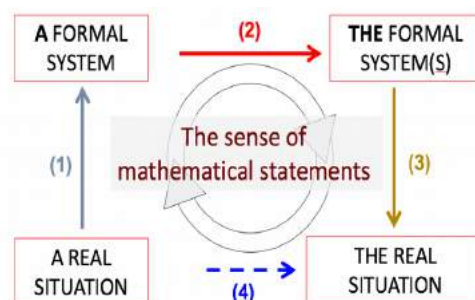 A FORMAL
SYSTEM
(2)
THE FORMAL
SYSTEM(S)
(1)
The sense of
mathematical statements
(3)
A REAL
SITUATION
(4)
THE REAL
SITUATION